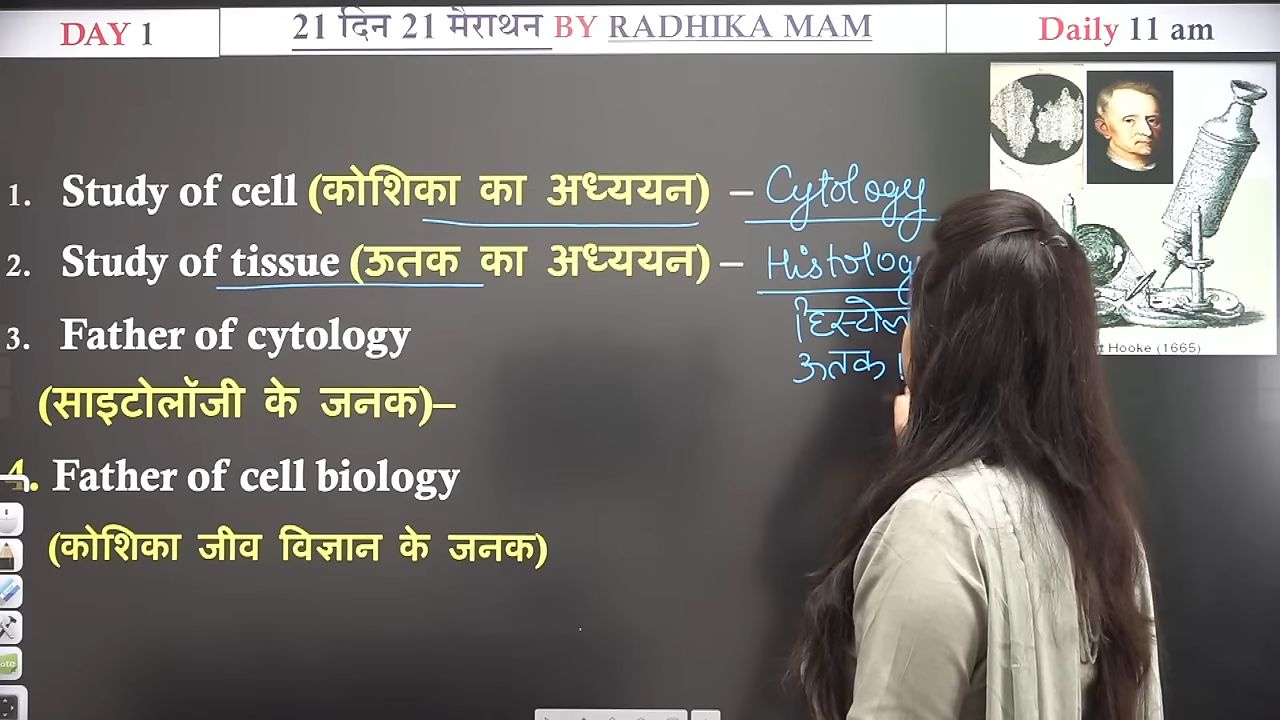 DAY 1
21 दिन 21 मैराथन BY RADHIKA MAM
Daily 11 am
1. Study of cell (कोशिका का अध्ययन) – Cytology
2. Study of tissue (ऊतक का अध्ययन) – Histolog
हिस्टोल
ऊतक
3. Father of cytology
(साइटोलॉजी के जनक)–
4. Father of cell biology
(कोशिका जीव विज्ञान के जनक)
Hooke (1665)